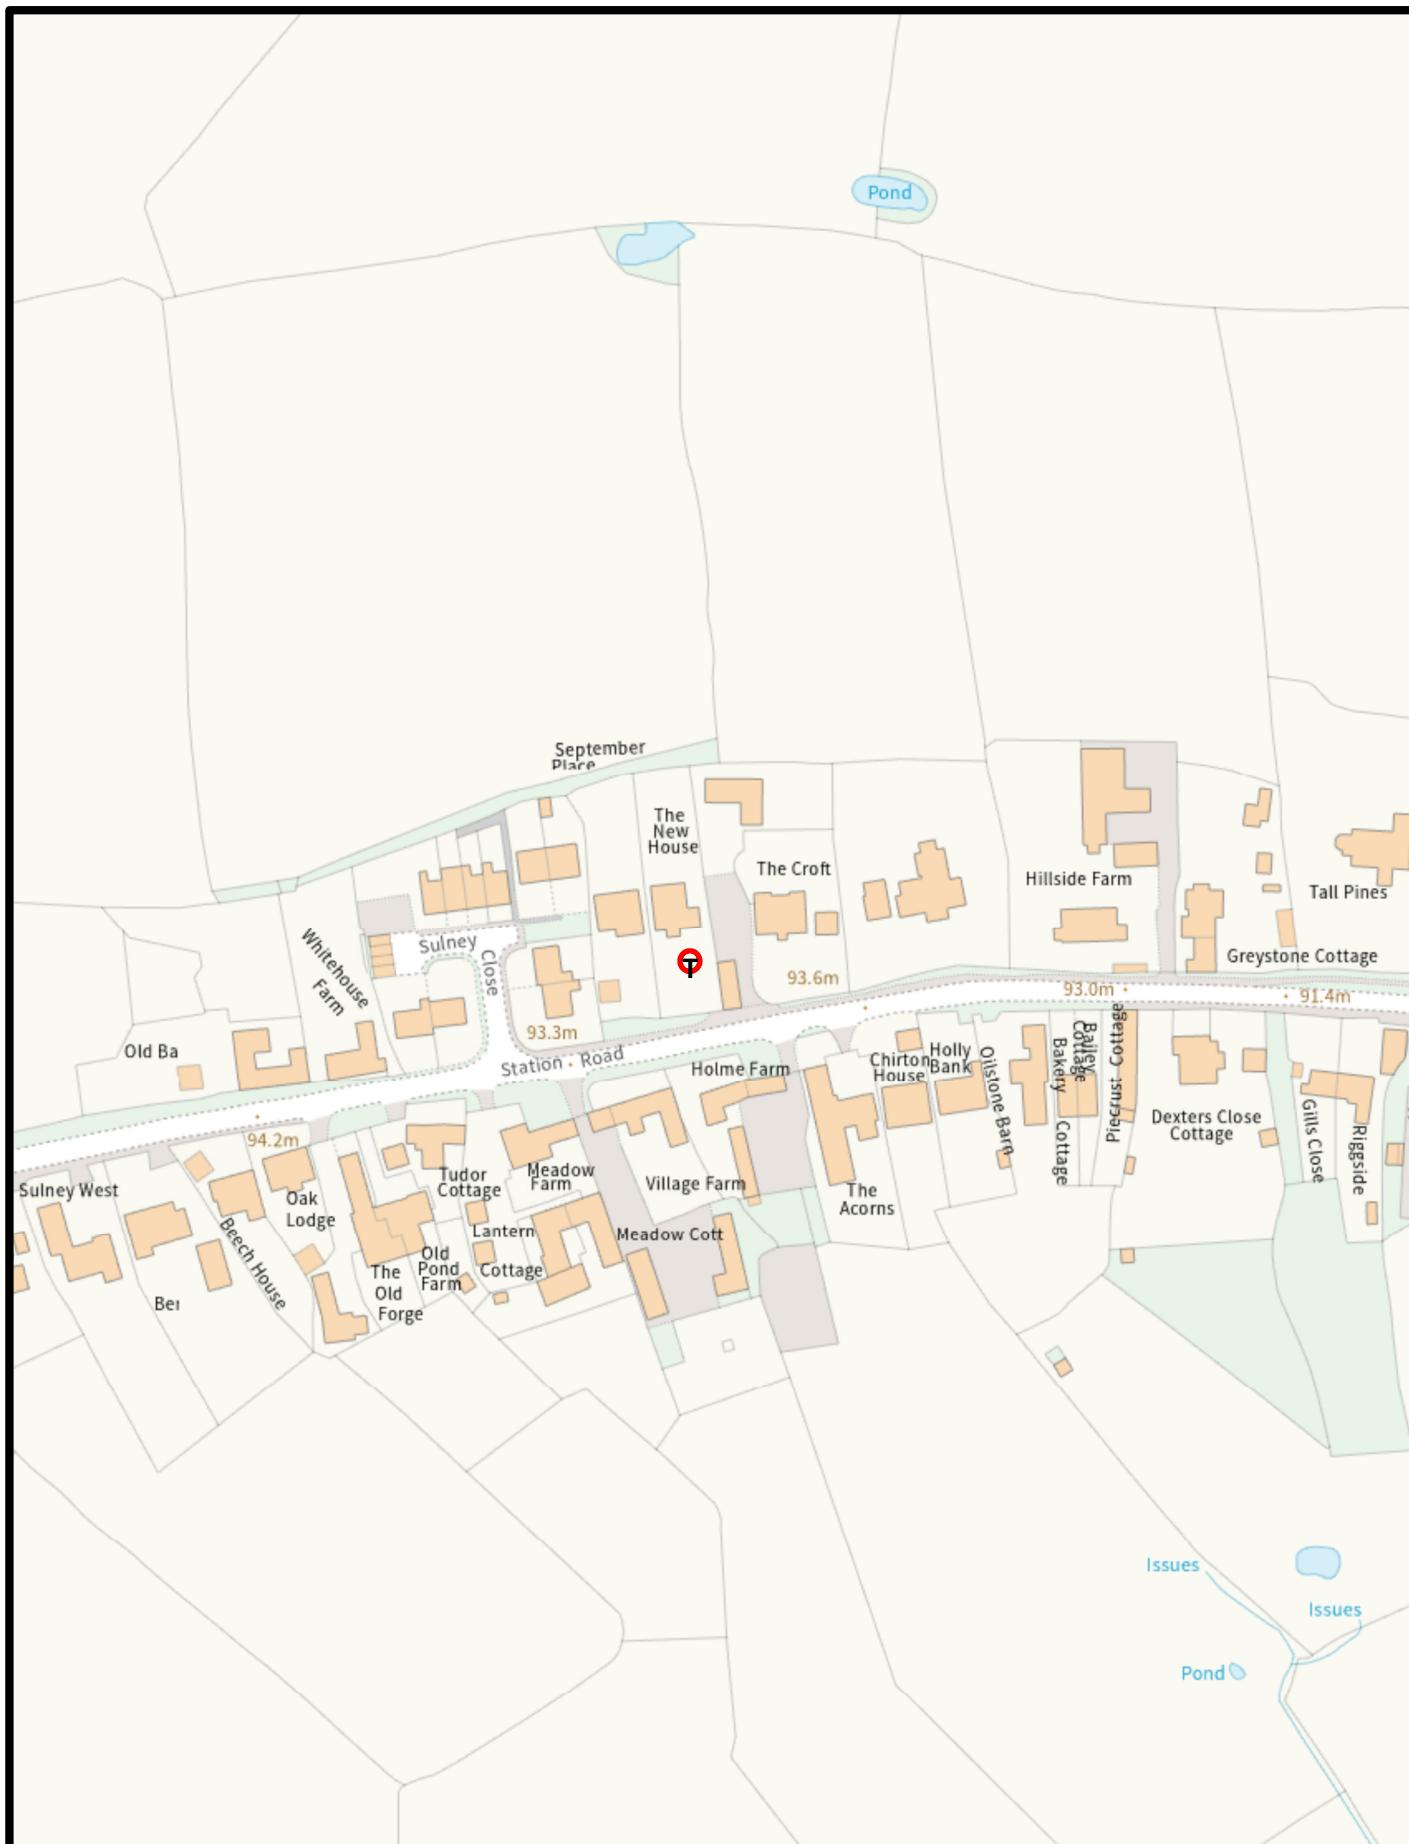 Pond
September
Place
The
New
House
The Croft
Hillside Farm
Tall Pines
Whitehouse
Farm
Sulney
Close
T
93.6m
93.0m
91.4m
Greystone Cottage
Old Ba
93.3m
Station Road
Holme Farm
Chirton
House
Holly
Bank
Oilstone Barn
Bakery
Cottage
Bailey
Cottage
Piecrust Cottage
94.2m
Dexters Close
Cottage
Gills Close
Riggside
Sulney West
Oak
Lodge
Beech House
Tudor
Cottage
Meadow
Farm
Village Farm
The
Acorns
Lantern
Cottage
Meadow Cott
Old
Pond
Farm
The
Old
Forge
Issues
Issues
Pond